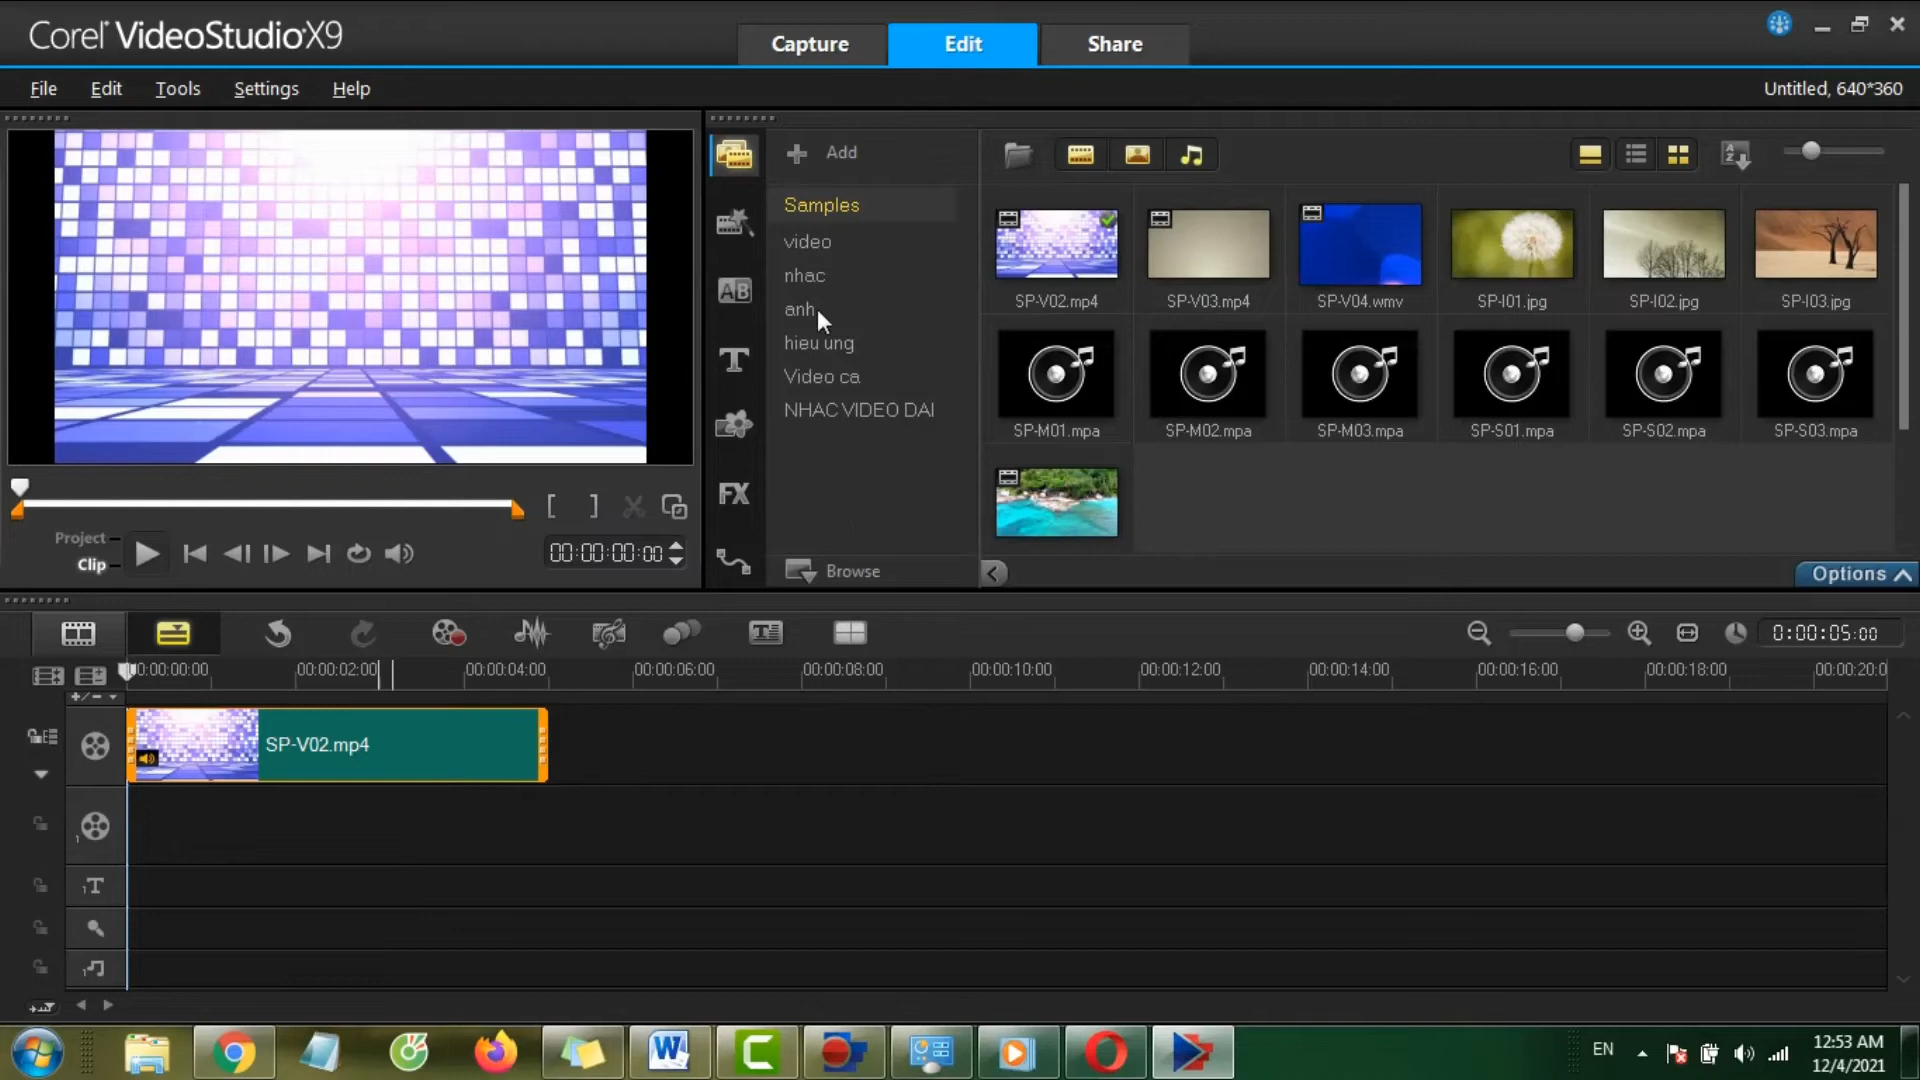 Corel VideoStudio X9
Capture
Edit
Share
File
Edit
Tools
Settings
Help
Untitled, 640*360
Add
Samples
video
nhac
anh
hieu ung
Video ca
NHAC VIDEO DAI
Browse
AB
T
FX
SP-V02.mp4
SP-V03.mp4
SP-V04.wmv
SP-I01.jpg
SP-I02.jpg
SP-I03.jpg
SP-M01.mpa
SP-M02.mpa
SP-M03.mpa
SP-S01.mpa
SP-S02.mpa
SP-S03.mpa
Options
Project
Clip
00:00:00:00
0:00:05:00
00:00:00:00
00:00:02:00
00:00:04:00
00:00:06:00
00:00:08:00
00:00:10:00
00:00:12:00
00:00:14:00
00:00:16:00
00:00:18:00
00:00:20:0
SP-V02.mp4
1
1T
1
EN
12:53 AM
12/4/2021